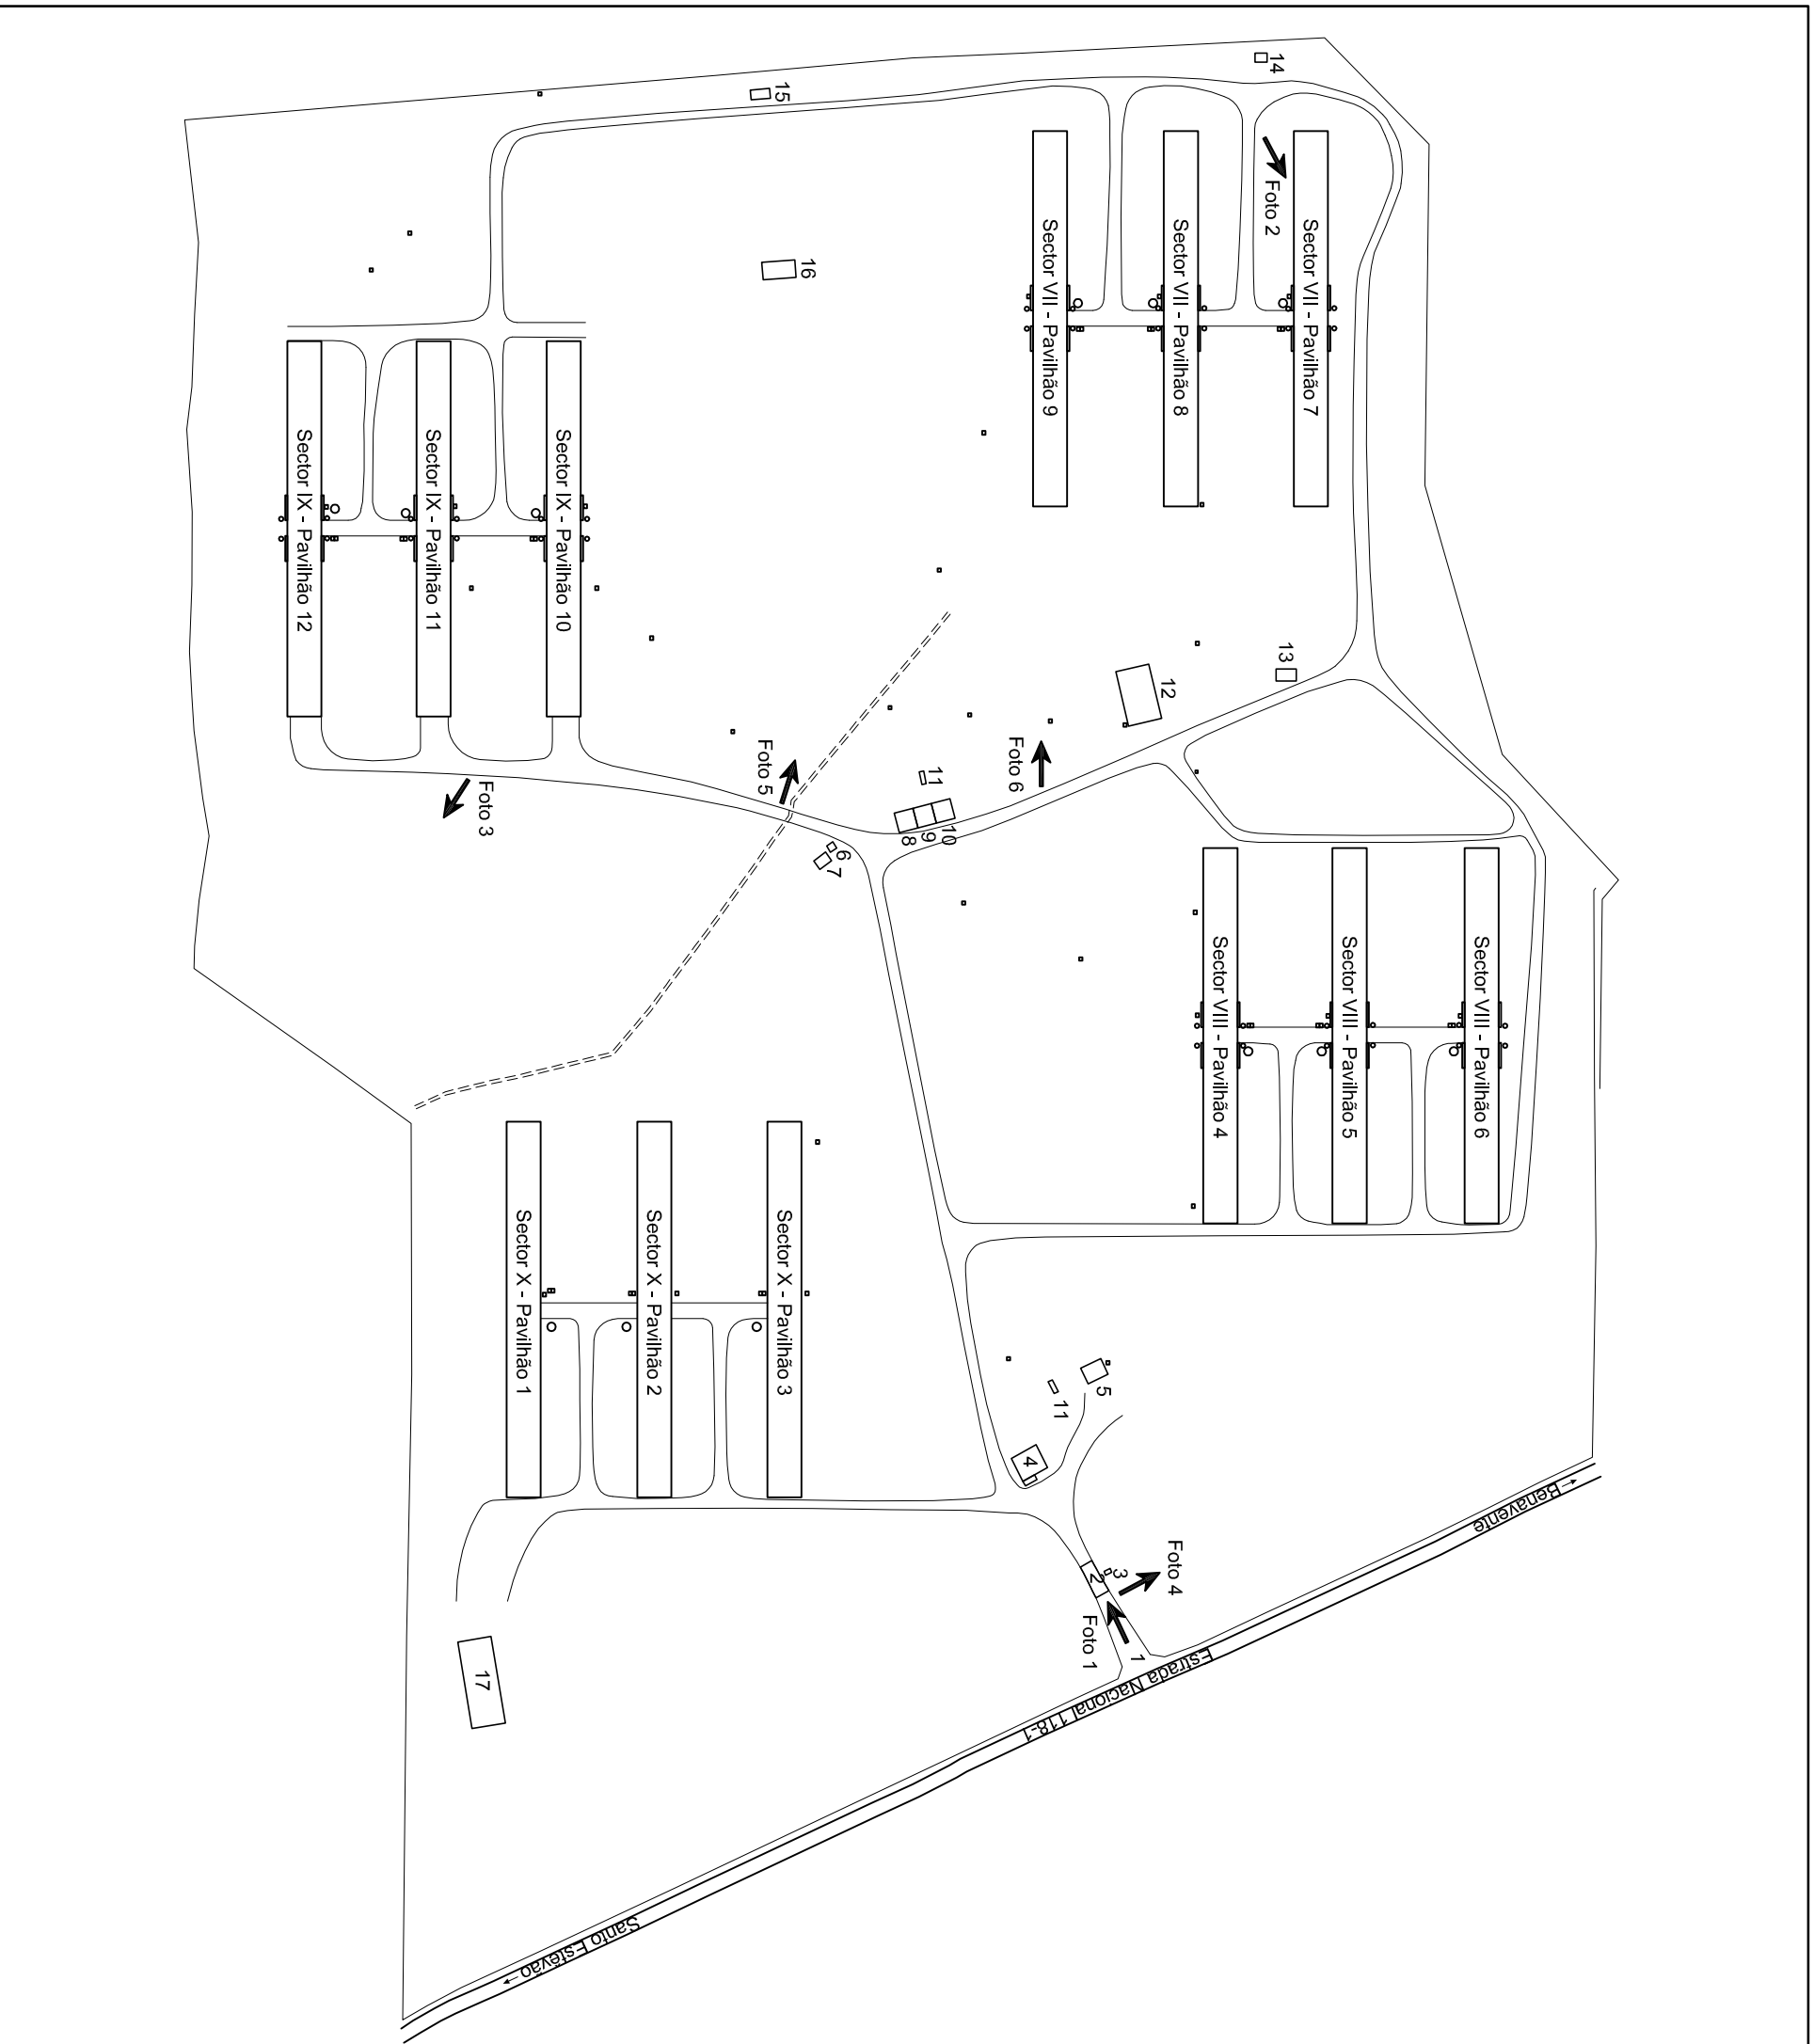 14
15
Foto 2
Sector VII - Pavilhão 7
Sector VII - Pavilhão 8
Sector VII - Pavilhão 9
16
Sector IX - Pavilhão 10
Sector IX - Pavilhão 11
Sector IX - Pavilhão 12
13
12
Foto 6
Foto 5
11
10
9
8
Foto 3
6
7
Sector VIII - Pavilhão 6
Sector VIII - Pavilhão 5
Sector VIII - Pavilhão 4
Sector X - Pavilhão 3
Sector X - Pavilhão 2
Sector X - Pavilhão 1
5
11
4
Benavente
Foto 4
3
2
Foto 1
1
Estrada Nacional 118-1
17
Santo Estêvão